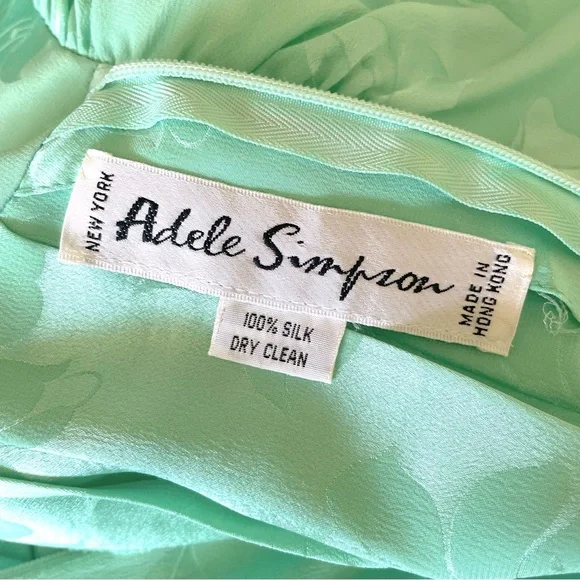 NEW YORK
Adele Simpson
MADE IN
HONG KONG
100% SILK
DRY CLEAN